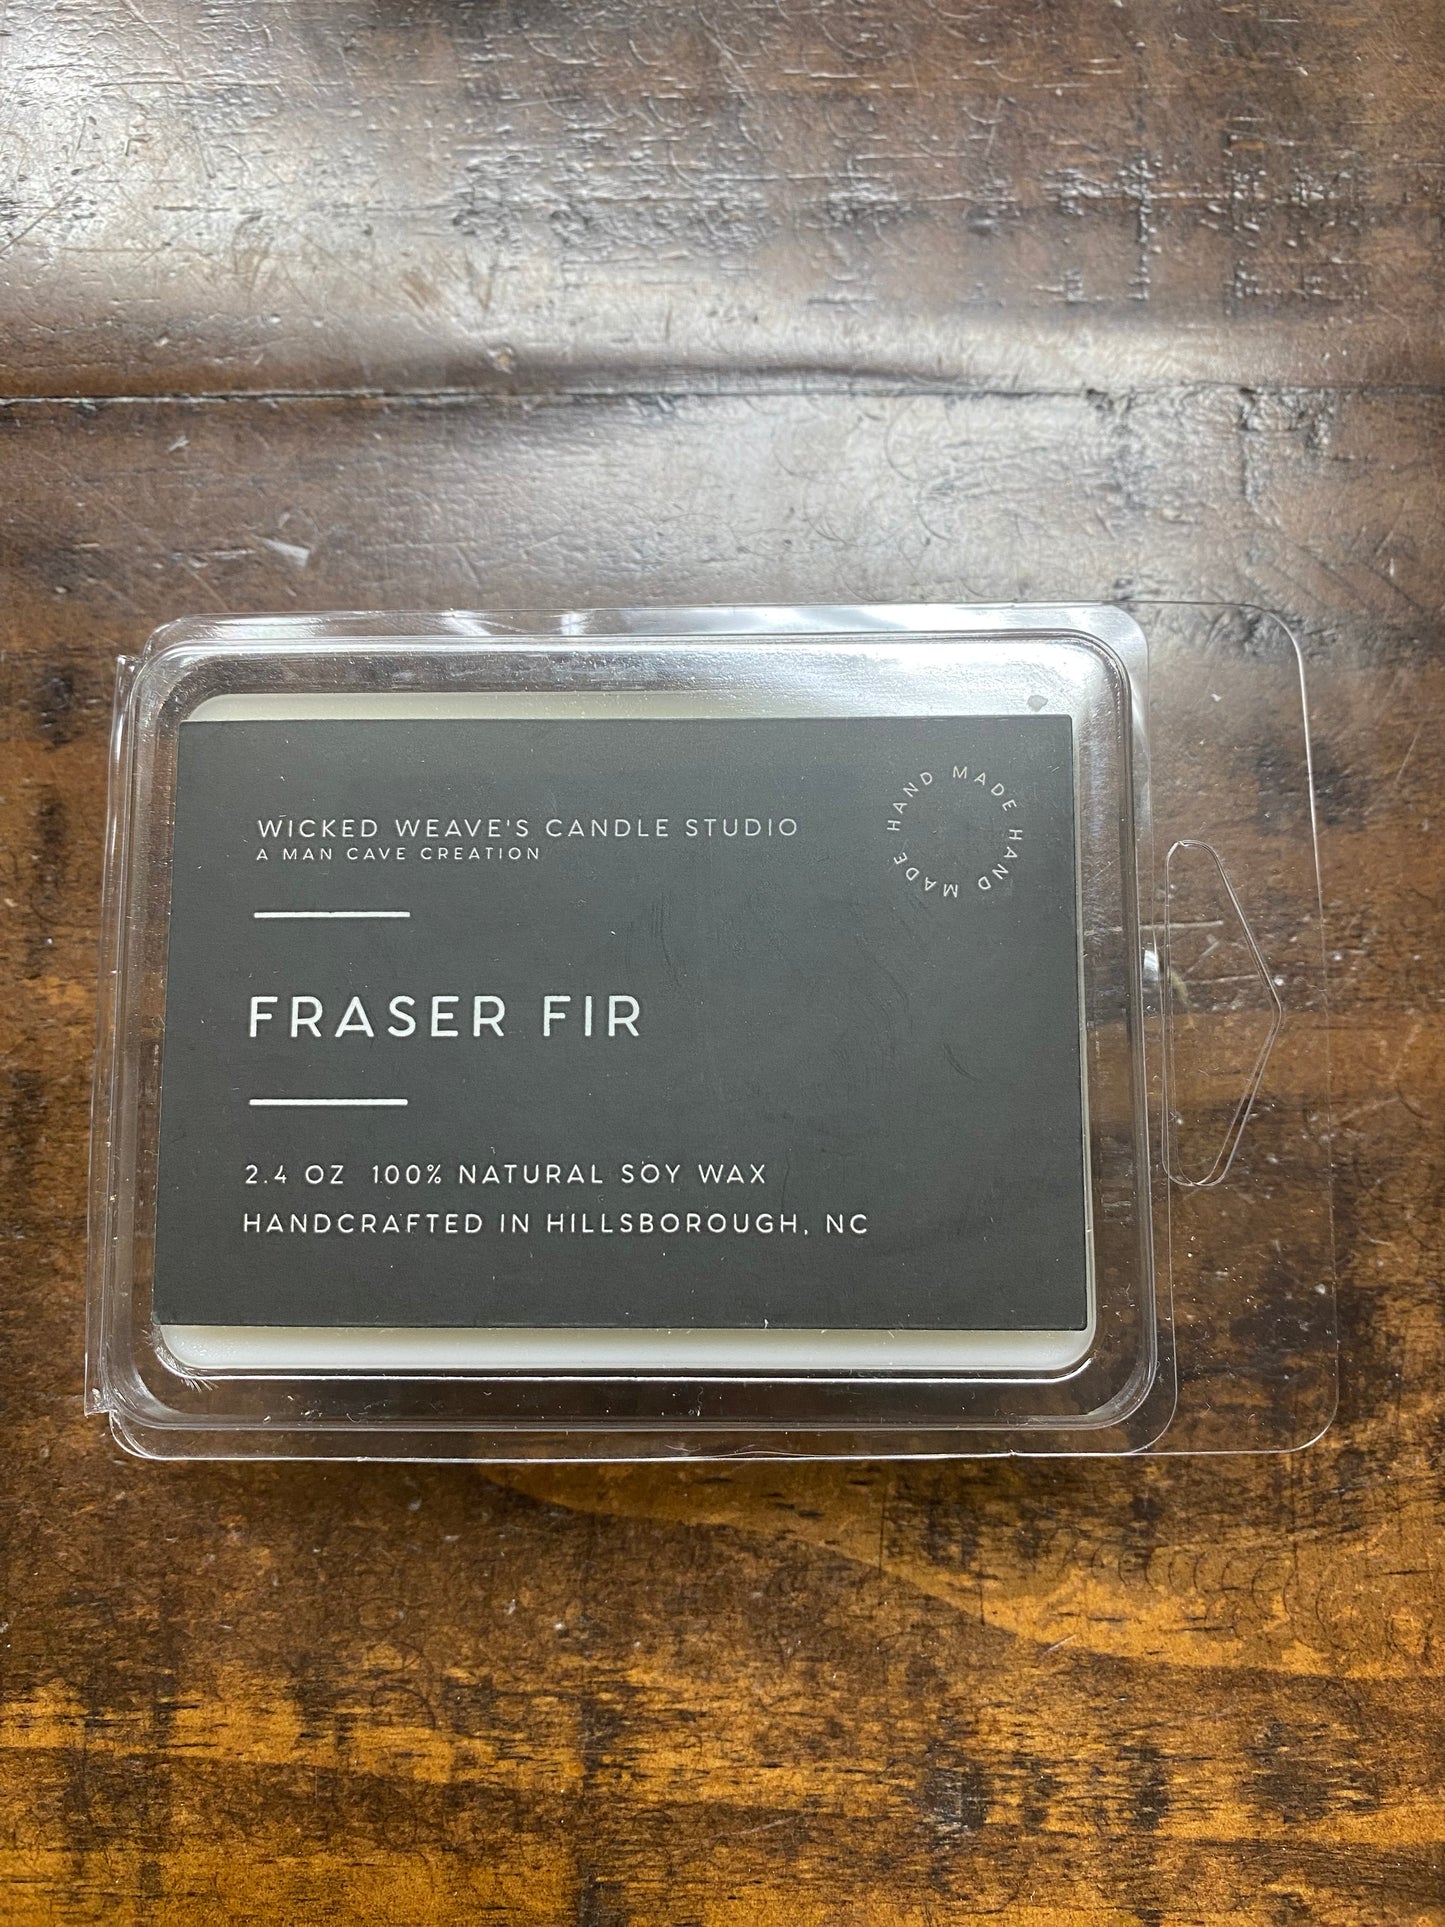 WICKED WEAVE'S CANDLE STUDIO
A MAN CAVE CREATION
HAND MADE HAND MADE
FRASER FIR
2.4 OZ 100% NATURAL SOY WAX
HANDCRAFTED IN HILLSBOROUGH, NC